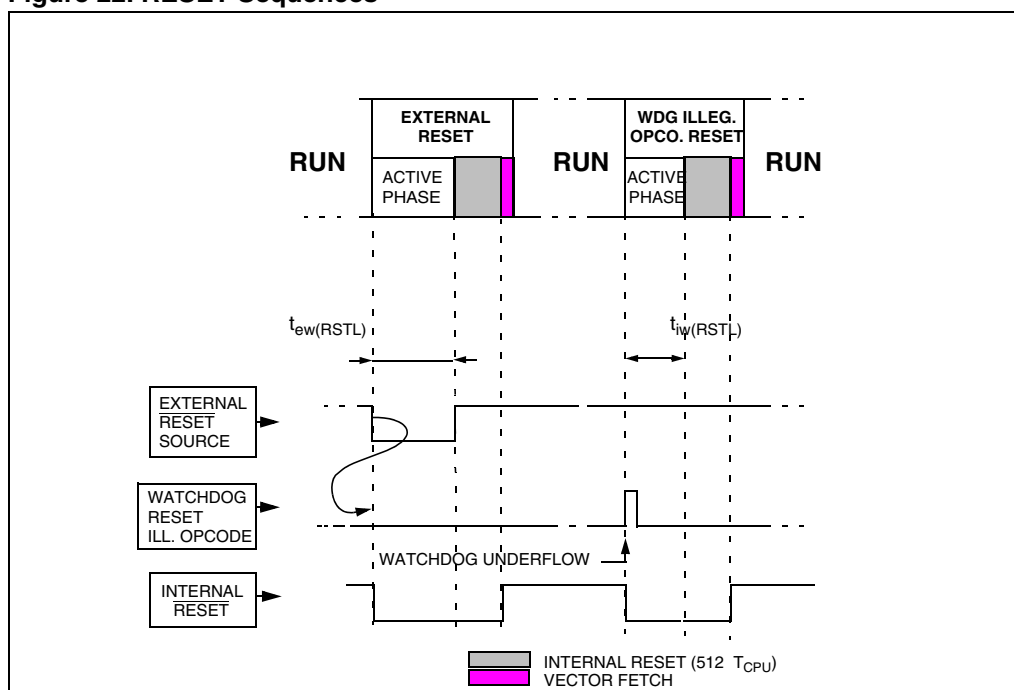 Figure 22. RESET Sequences
EXTERNAL
RESET
WDG ILLEG.
OPCO. RESET
RUN
RUN
RUN
ACTIVE
PHASE
ACTIVE
PHASE
tew(RSTL)
tiw(RSTL)
EXTERNAL
RESET
SOURCE
WATCHDOG
RESET
ILL. OPCODE
WATCHDOG UNDERFLOW
INTERNAL
RESET
INTERNAL RESET (512 TCPU)
VECTOR FETCH